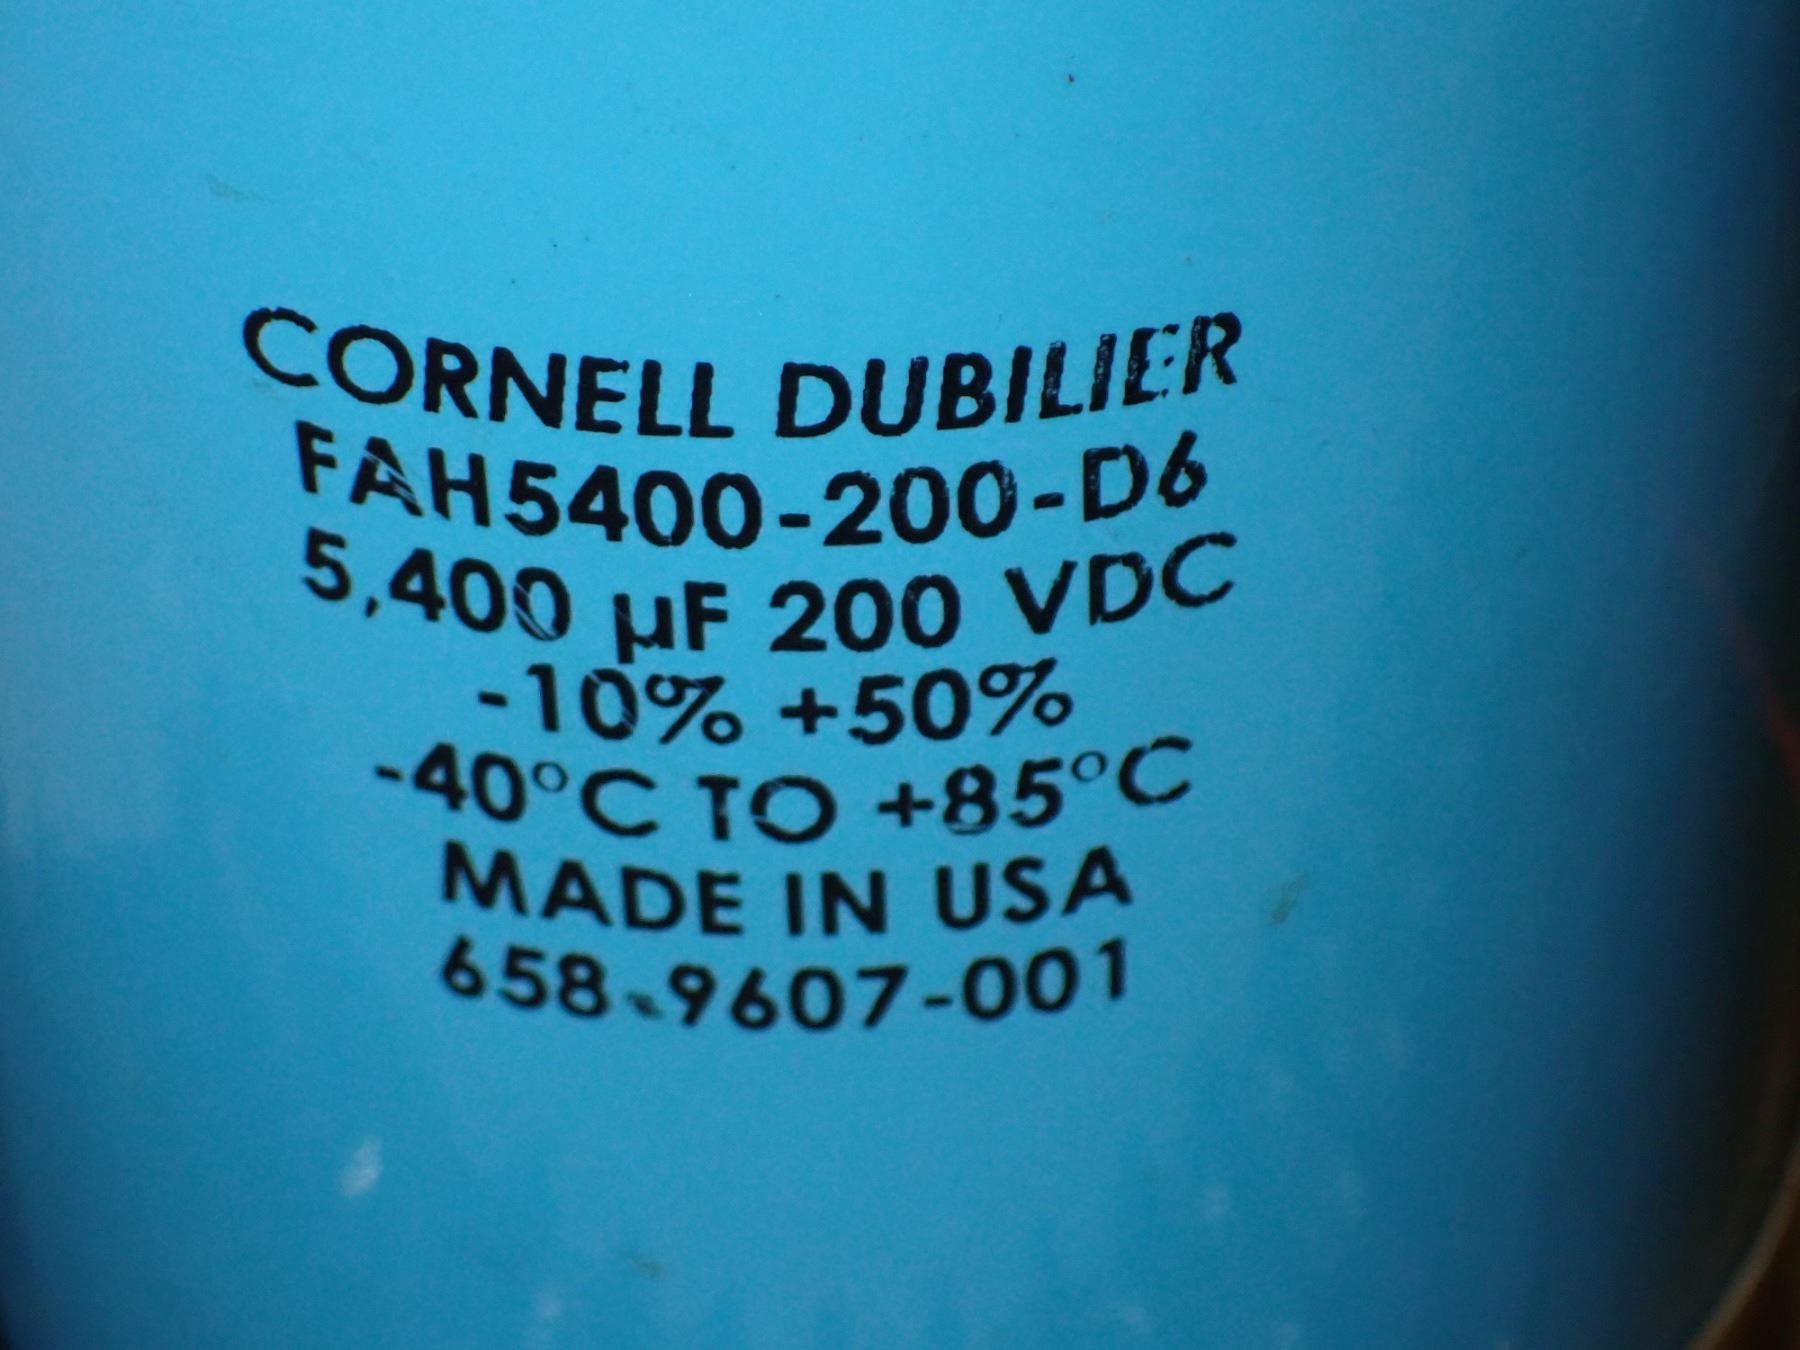 CORNELL DUBILIER
FAH5400-200-D6
5,400 µF 200 VDC
-10% +50%
-40°C TO +85°C
MADE IN USA
658-9607-001